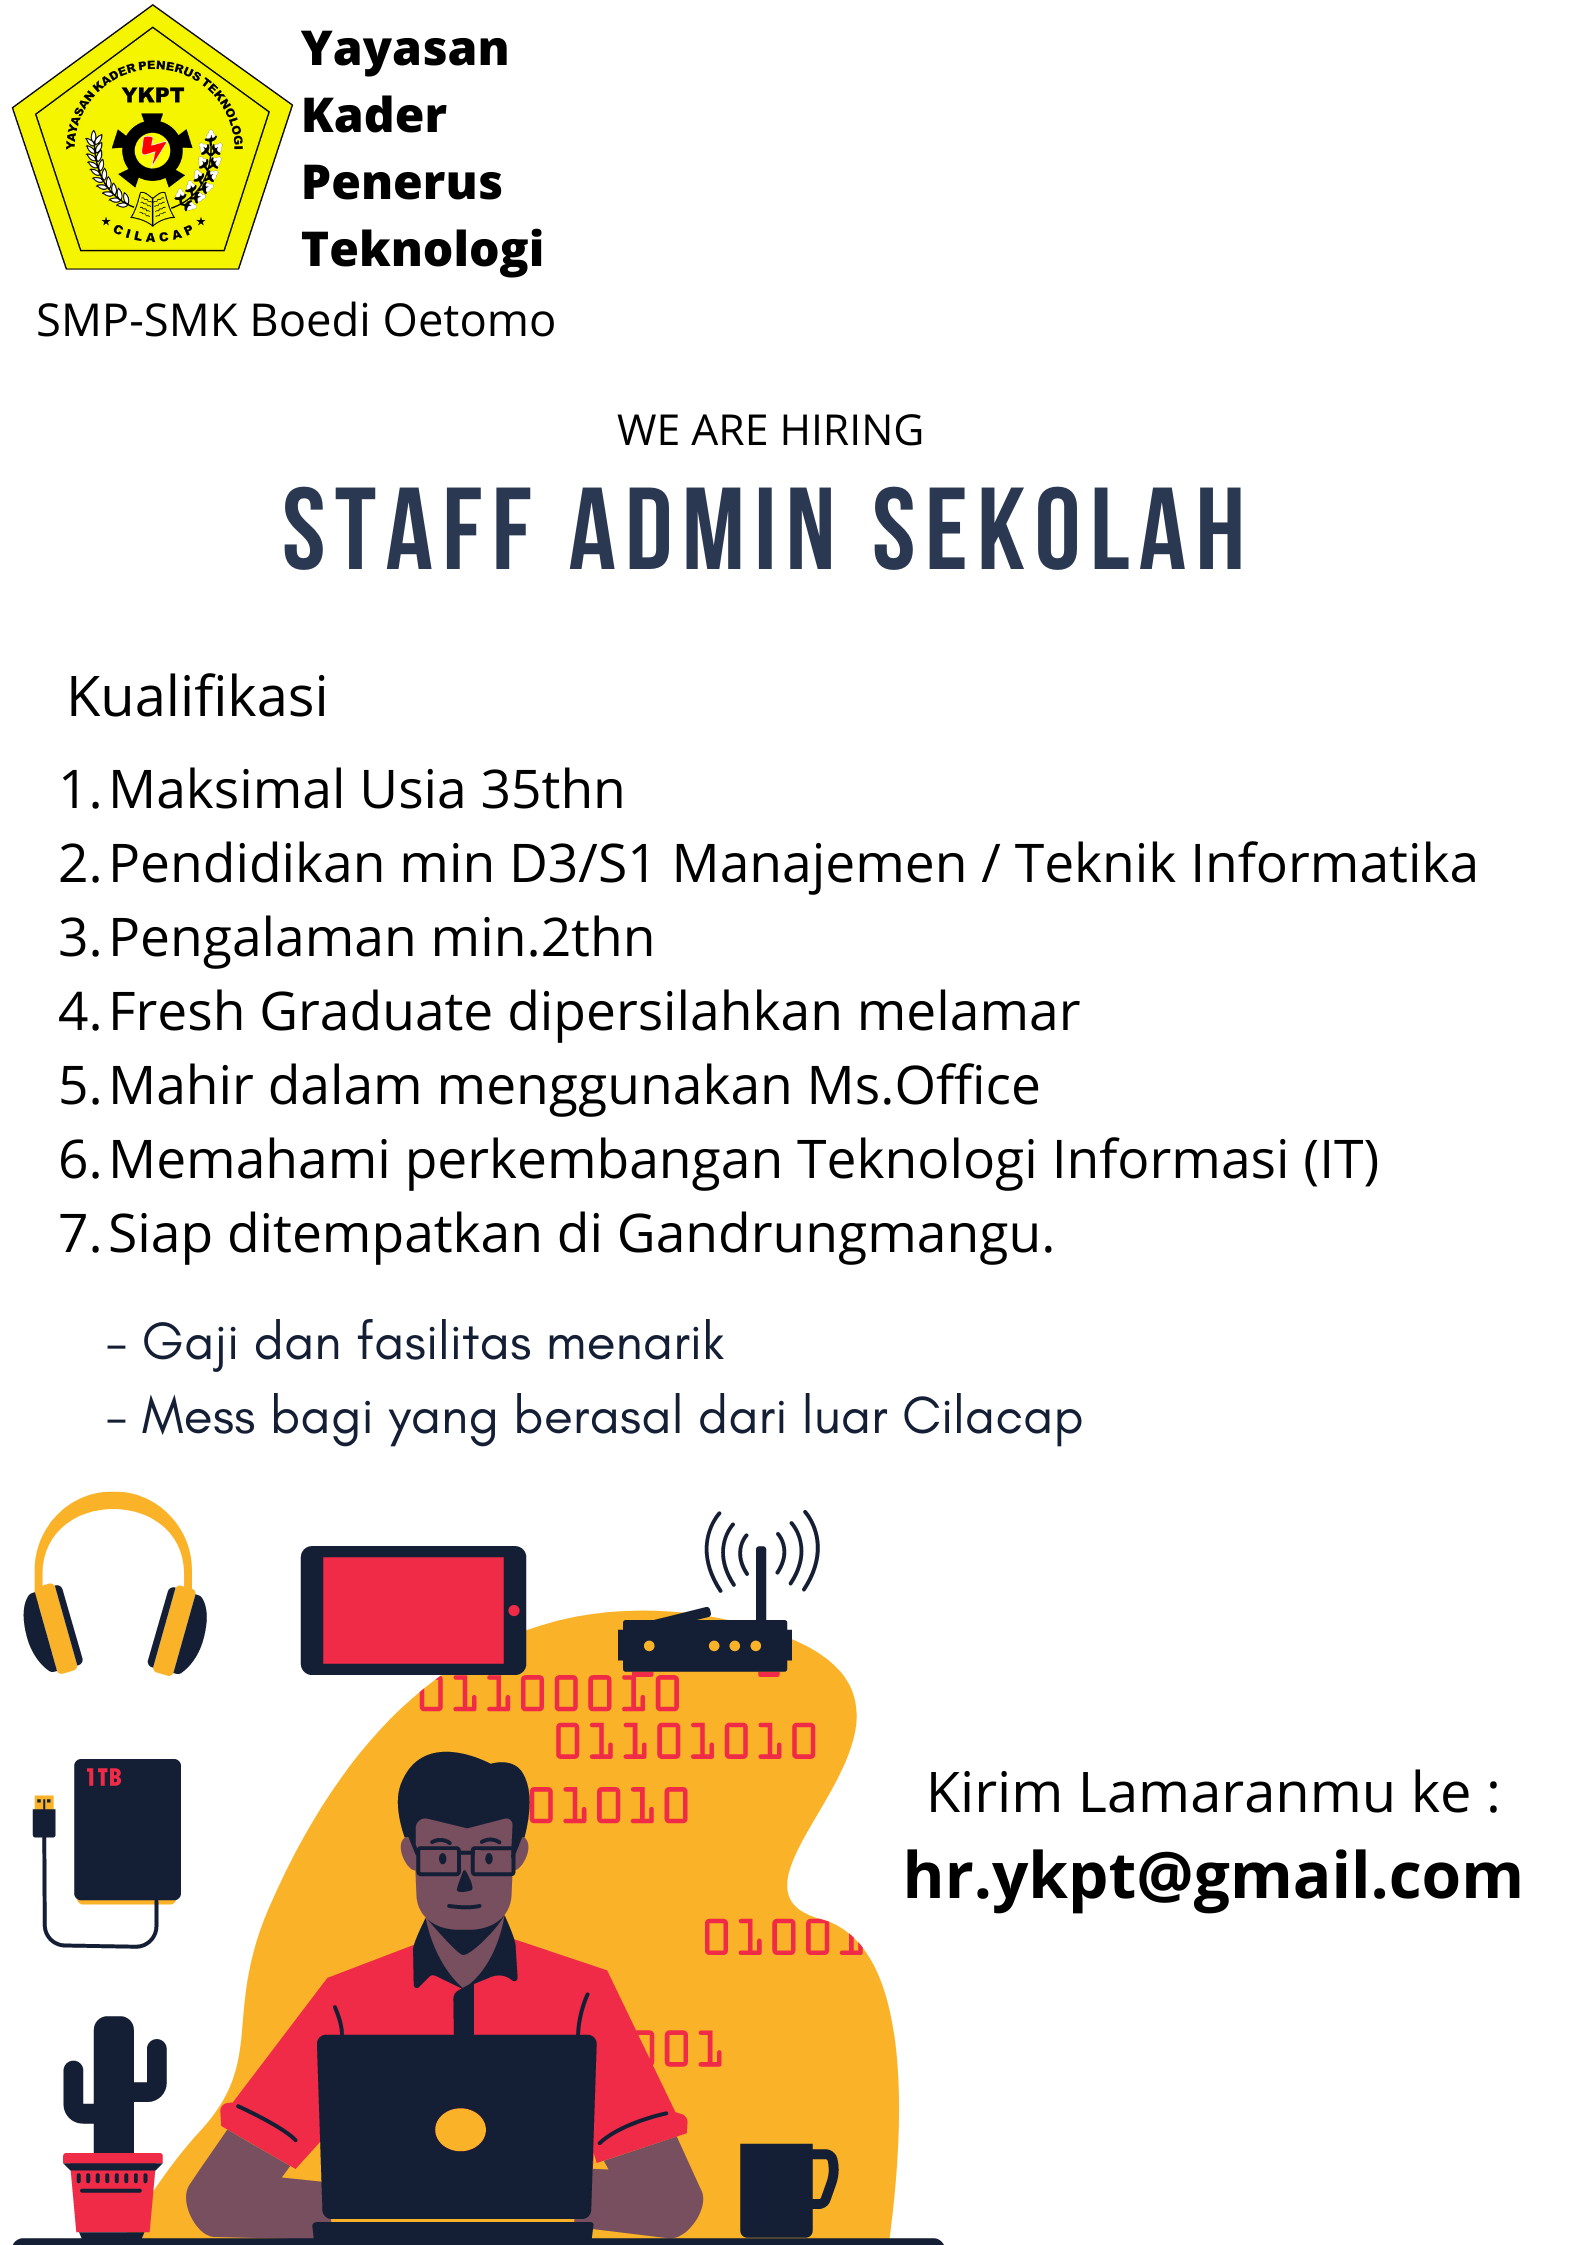 YAYASAN KADER PENERUS TEKNOLOGI
YKPT
CILACAP
Yayasan
Kader
Penerus
Teknologi
SMP-SMK Boedi Oetomo
WE ARE HIRING
STAFF ADMIN SEKOLAH
Kualifikasi
1. Maksimal Usia 35thn
2. Pendidikan min D3/S1 Manajemen / Teknik Informatika
3. Pengalaman min.2thn
4. Fresh Graduate dipersilahkan melamar
5. Mahir dalam menggunakan Ms.Office
6. Memahami perkembangan Teknologi Informasi (IT)
7. Siap ditempatkan di Gandrungmangu.
- Gaji dan fasilitas menarik
- Mess bagi yang berasal dari luar Cilacap
01100010
01101010
1TB
01010
Kirim Lamaranmu ke :
hr.ykpt@gmail.com
01001
001